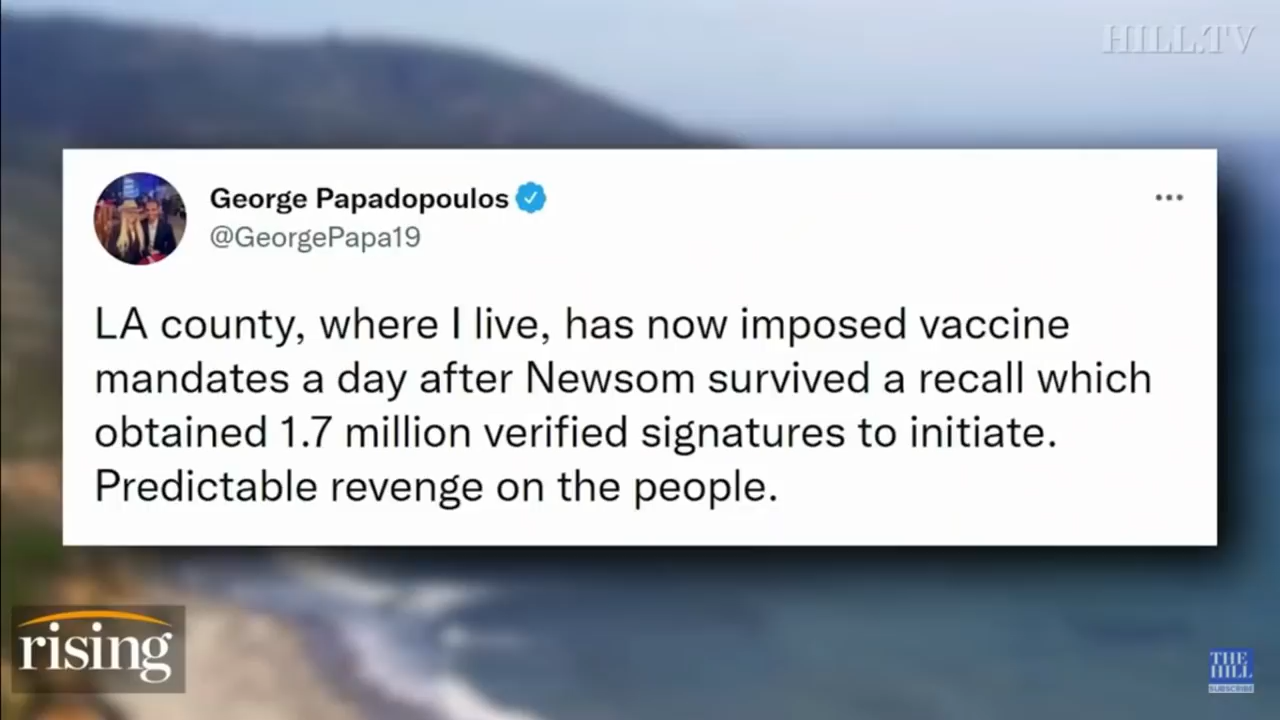 HILL.TV
George Papadopoulos
@GeorgePapa19
LA county, where I live, has now imposed vaccine
mandates a day after Newsom survived a recall which
obtained 1.7 million verified signatures to initiate.
Predictable revenge on the people.
rising
THE
HILL
SUBSCRIBE